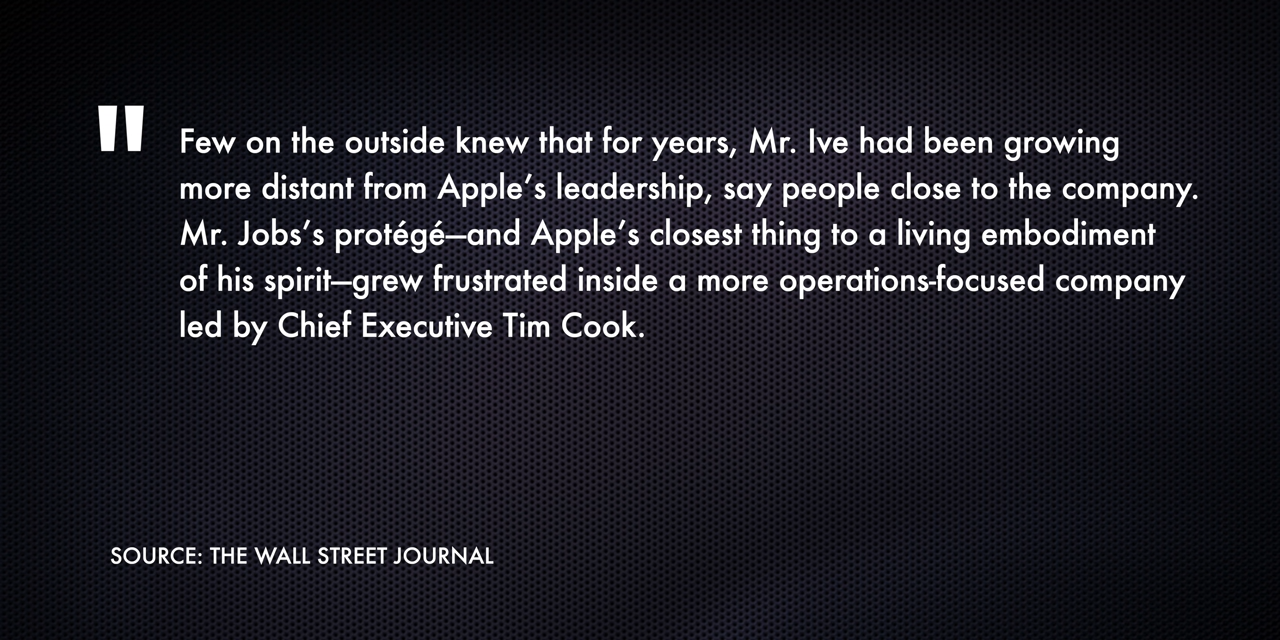 "
Few on the outside knew that for years, Mr. Ive had been growing
more distant from Apple’s leadership, say people close to the company.
Mr. Jobs’s protégé—and Apple’s closest thing to a living embodiment
of his spirit—grew frustrated inside a more operations-focused company
led by Chief Executive Tim Cook.
SOURCE: THE WALL STREET JOURNAL